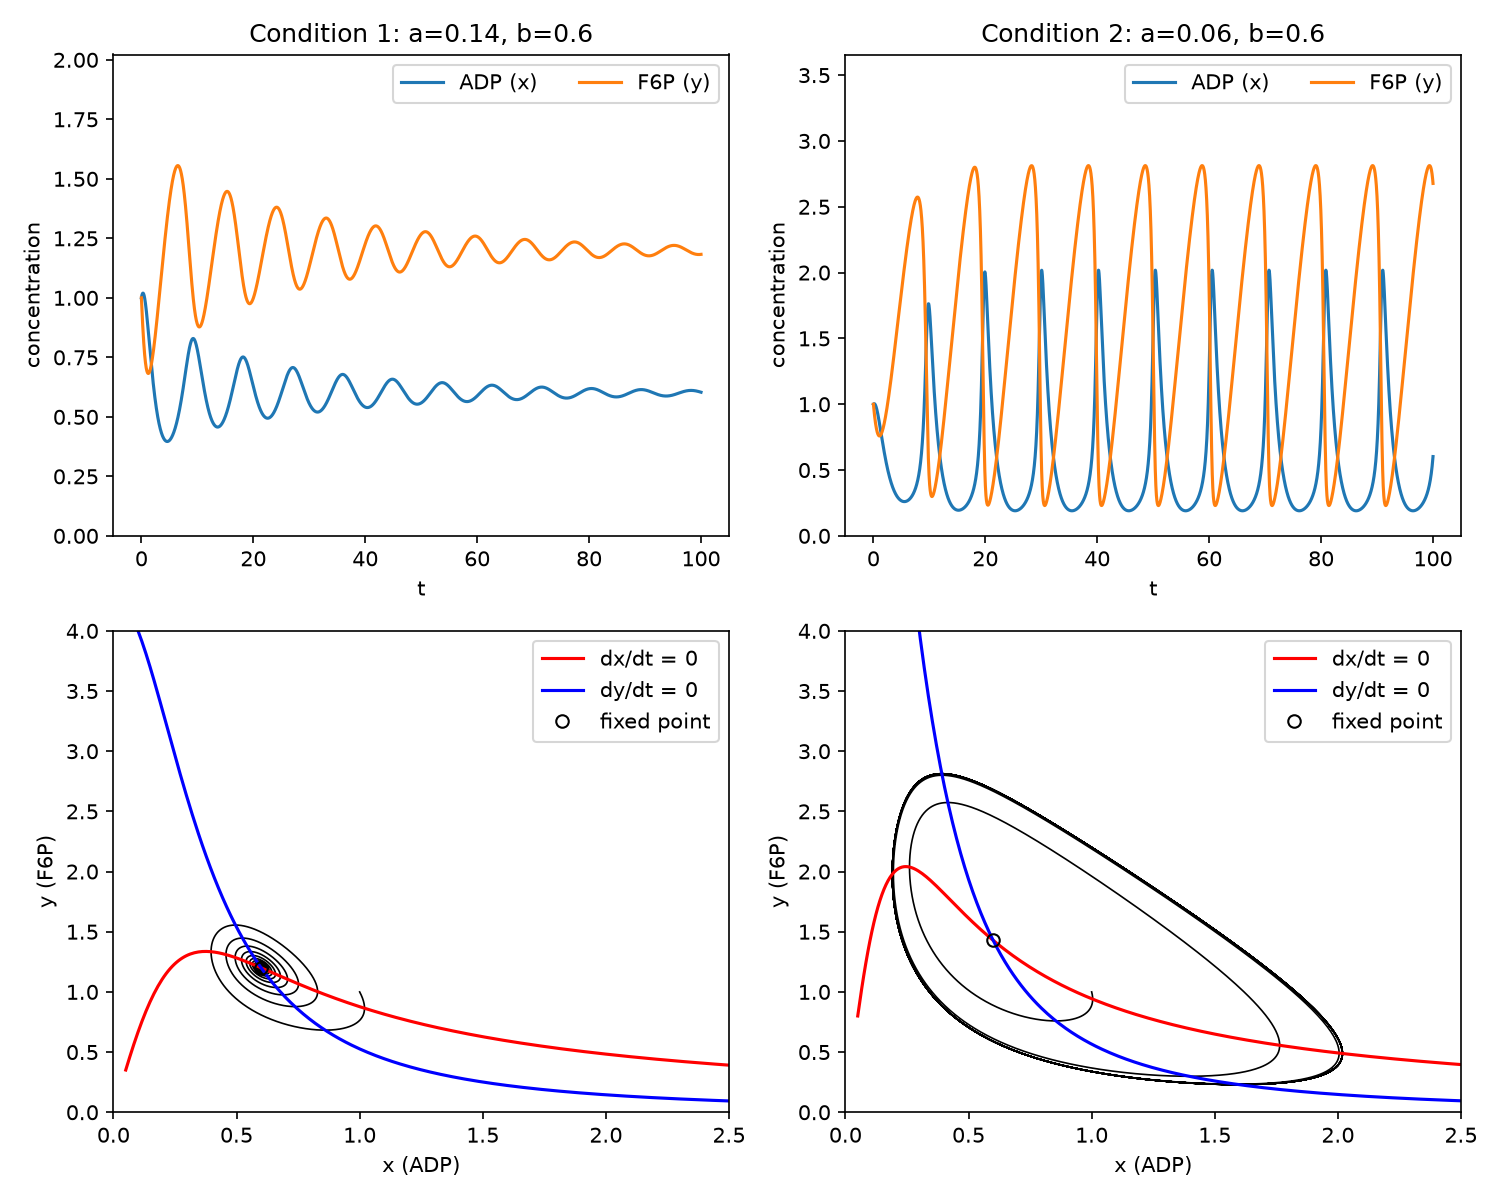 Condition 1: a=0.14, b=0.6
2.00
1.75
1.50
1.25
1.00
0.75
0.50
0.25
0.00
concentration
ADP (x)
F6P (y)
0 20 40 60 80 100
t
Condition 2: a=0.06, b=0.6
3.5
3.0
2.5
2.0
1.5
1.0
0.5
0.0
concentration
ADP (x)
F6P (y)
0 20 40 60 80 100
t
4.0
3.5
3.0
2.5
2.0
1.5
1.0
0.5
0.0
y (F6P)
dx/dt = 0
dy/dt = 0
fixed point
0.0 0.5 1.0 1.5 2.0 2.5
x (ADP)
4.0
3.5
3.0
2.5
2.0
1.5
1.0
0.5
0.0
y (F6P)
dx/dt = 0
dy/dt = 0
fixed point
0.0 0.5 1.0 1.5 2.0 2.5
x (ADP)